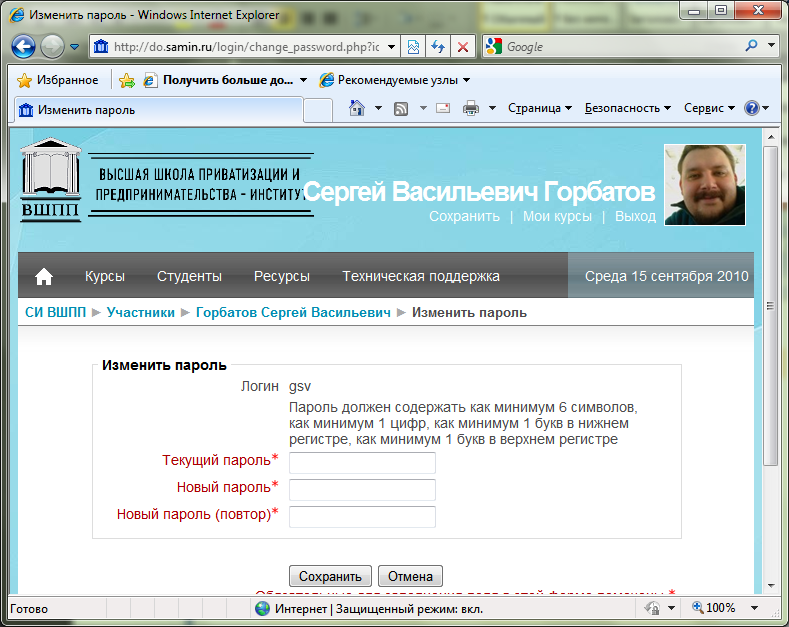 Изменить пароль - Windows Internet Explorer
http://do.samin.ru/login/change_password.php?id
Google
Избранное
Получить больше до...
Рекомендуемые узлы
Изменить пароль
Страница
Безопасность
Сервис
ВШПП
ВЫСШАЯ ШКОЛА ПРИВАТИЗАЦИИ И
ПРЕДПРИНИМАТЕЛЬСТВА - ИНСТИТУТ
Сергей Васильевич Горбатов
Сохранить | Мои курсы | Выход
Курсы Студенты Ресурсы Техническая поддержка Среда 15 сентября 2010
СИ ВШПП ► Участники ► Горбатов Сергей Васильевич ► Изменить пароль
Изменить пароль
Логин gsv
Пароль должен содержать как минимум 6 символов,
как минимум 1 цифр, как минимум 1 букв в нижнем
регистре, как минимум 1 букв в верхнем регистре
Текущий пароль*
Новый пароль*
Новый пароль (повтор)*
Сохранить Отмена
Готово
Интернет | Защищенный режим: вкл.
100%